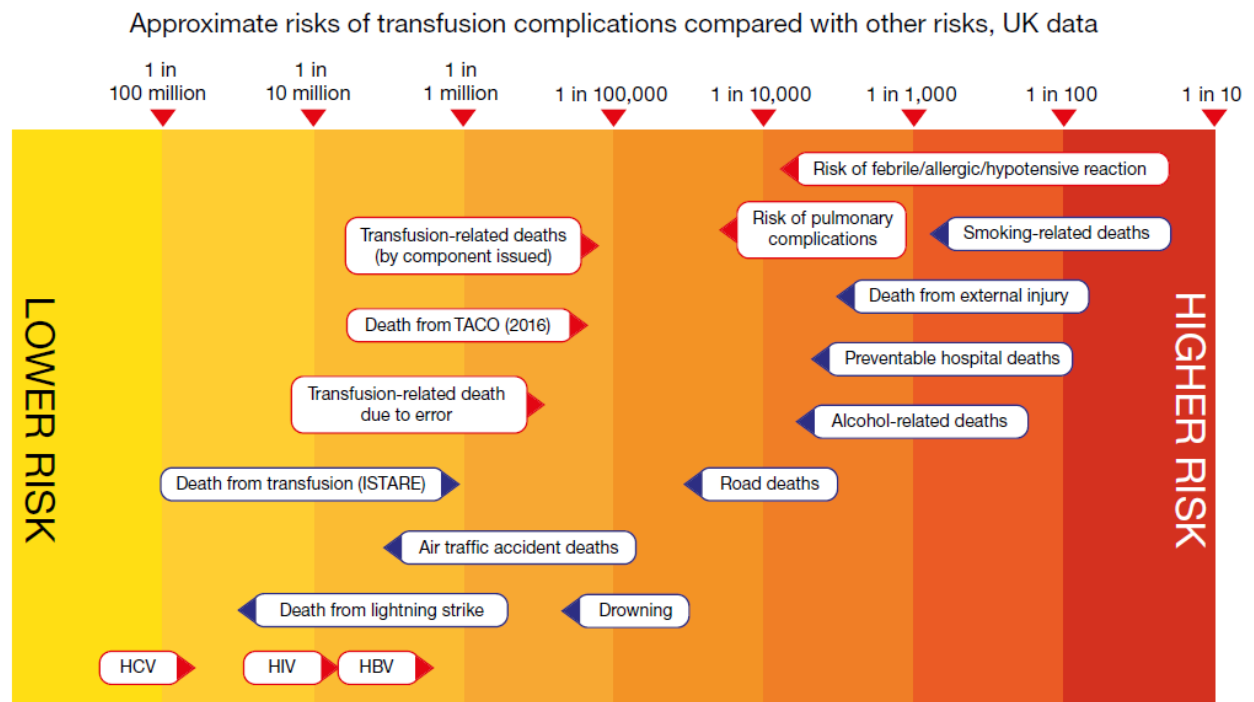 Approximate risks of transfusion complications compared with other risks, UK data
1 in
100 million
1 in
10 million
1 in
1 million
1 in 100,000
1 in 10,000
1 in 1,000
1 in 100
1 in 10
LOWER RISK
HIGHER RISK
Risk of febrile/allergic/hypotensive reaction
Transfusion-related deaths
(by component issued)
Risk of pulmonary
complications
Smoking-related deaths
Death from external injury
Death from TACO (2016)
Preventable hospital deaths
Transfusion-related death
due to error
Alcohol-related deaths
Death from transfusion (ISTARE)
Road deaths
Air traffic accident deaths
Death from lightning strike
Drowning
HCV
HIV
HBV